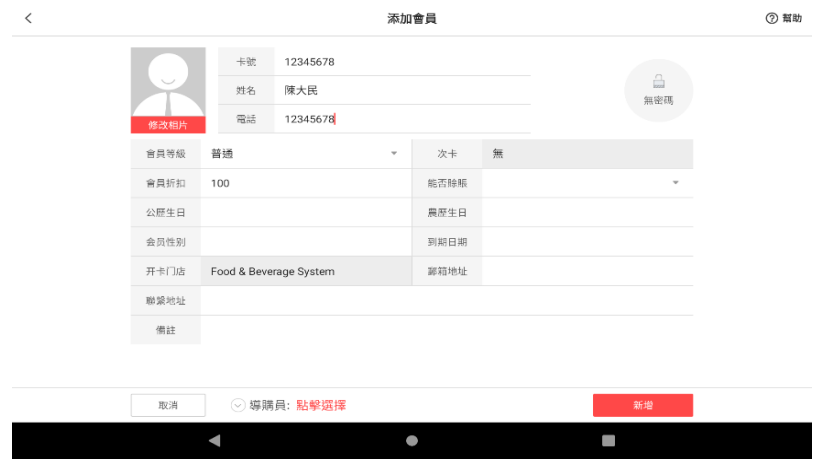 添加會員
幫助
卡號 12345678
姓名 陳大民
無密碼
修改相片
電話 12345678
會員等級 普通 次卡 無
會員折扣 100 能否賒賬
公歷生日 農歷生日
会员性别 到期日期
开卡门店 Food & Beverage System 郵箱地址
聯繫地址
備註
取消 導購員: 點擊選擇 新增